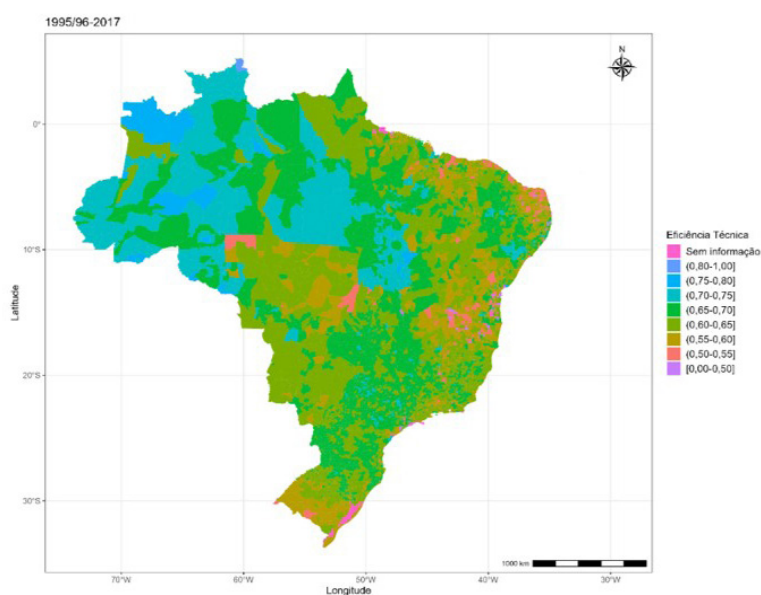 1995/96-2017
N
0°
10°S
20°S
30°S
Latitude
70°W 60°W 50°W 40°W 30°W
Longitude
1000 km
Eficiência Técnica
Sem informação
(0,80-1,00]
(0,75-0,80]
(0,70-0,75]
(0,65-0,70]
(0,60-0,65]
(0,55-0,60]
(0,50-0,55]
[0,00-0,50]